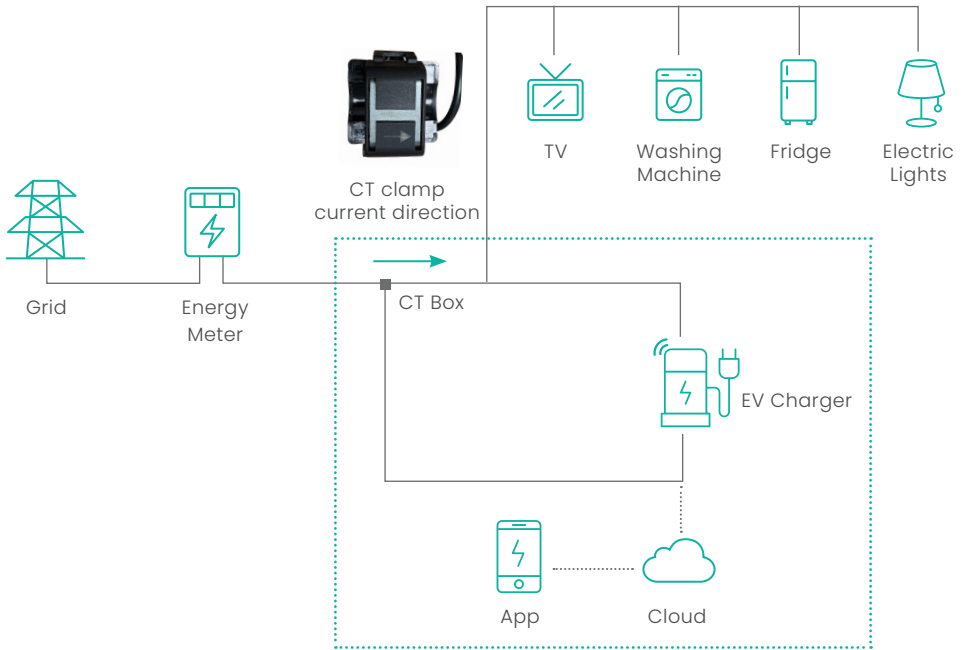 TV
Washing
Machine
Fridge
Electric
Lights
CT clamp
current direction
Grid
Energy
Meter
CT Box
EV Charger
App
Cloud